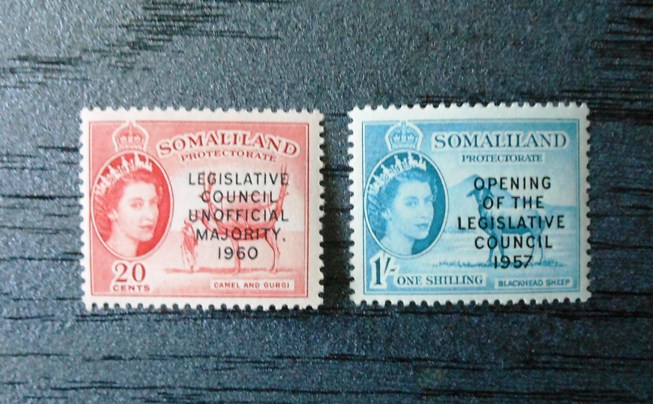 SOMALILAND
PROTECTORATE
LEGISLATIVE
COUNCIL
UNOFFICIAL
MAJORITY,
1960
20
CENTS
CAMEL AND GURGI
SOMALILAND
PROTECTORATE
OPENING
OF THE
LEGISLATIVE
COUNCIL
1957
1/- ONE SHILLING
BLACKHEAD SHEEP